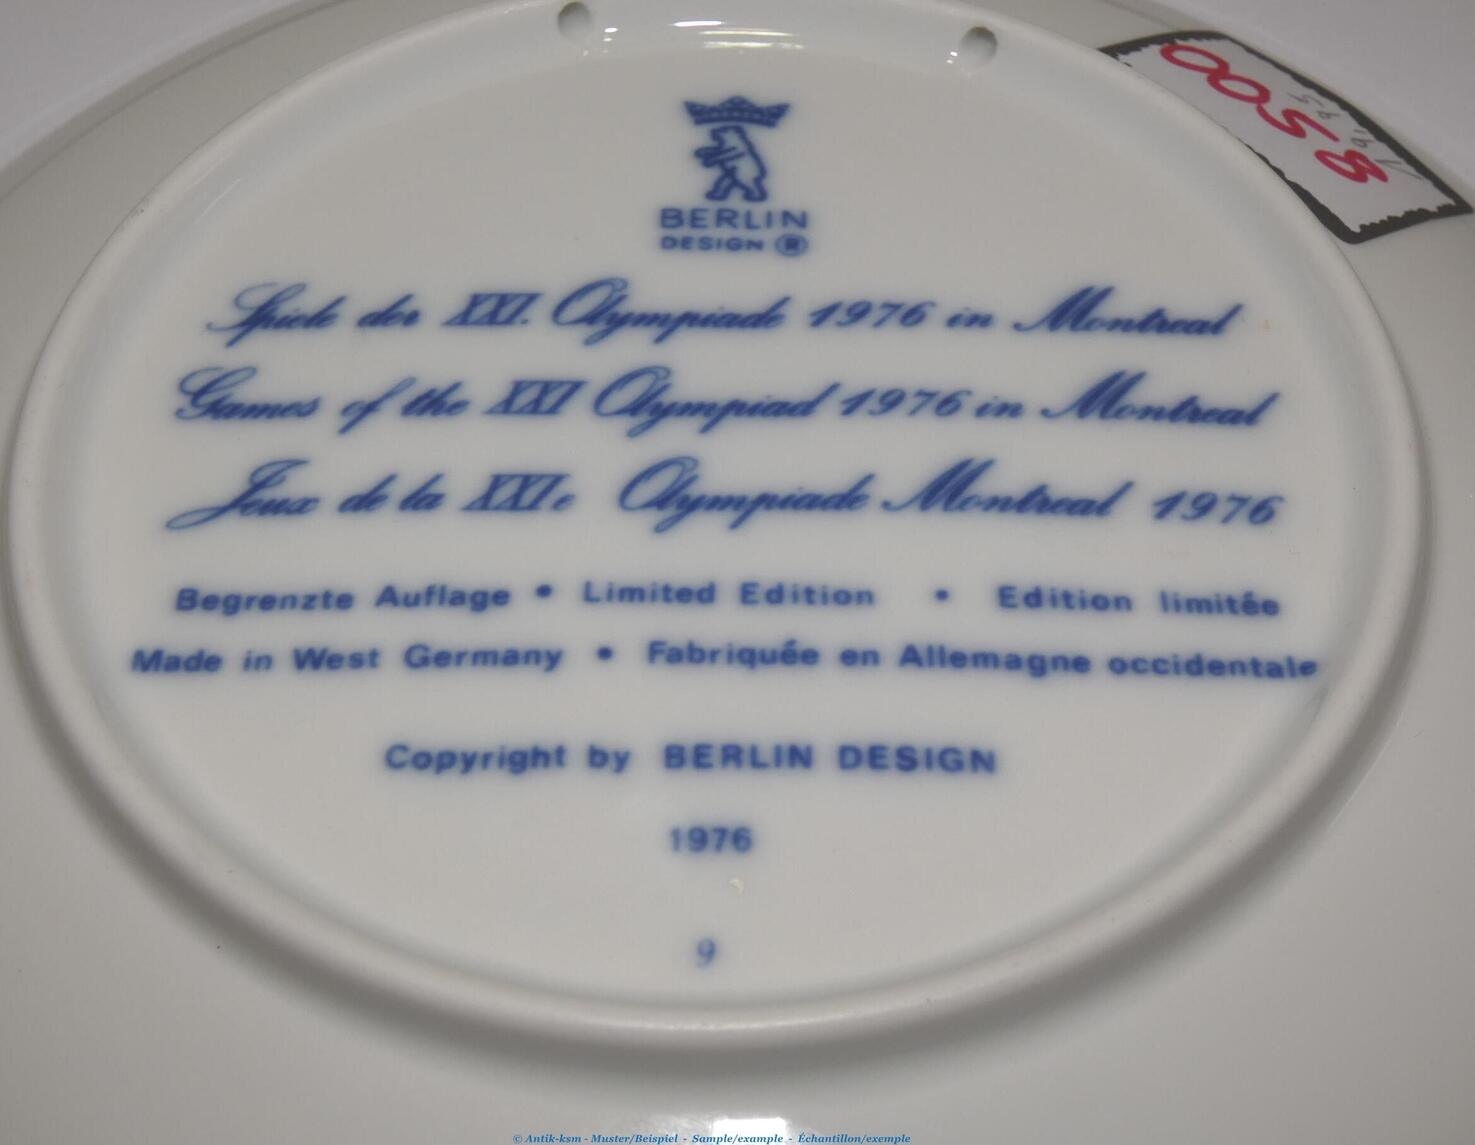 BERLIN
DESIGN ®
Spiele der XXI. Olympiade 1976 in Montreal
Games of the XXI Olympiad 1976 in Montreal
Jeux de la XXIe Olympiade Montreal 1976
Begrenzte Auflage • Limited Edition • Edition limitée
Made in West Germany • Fabriquée en Allemagne occidentale
Copyright by BERLIN DESIGN
1976
9
8500
© Antik-ksm - Muster/Beispiel - Sample/example - Échantillon/exemple